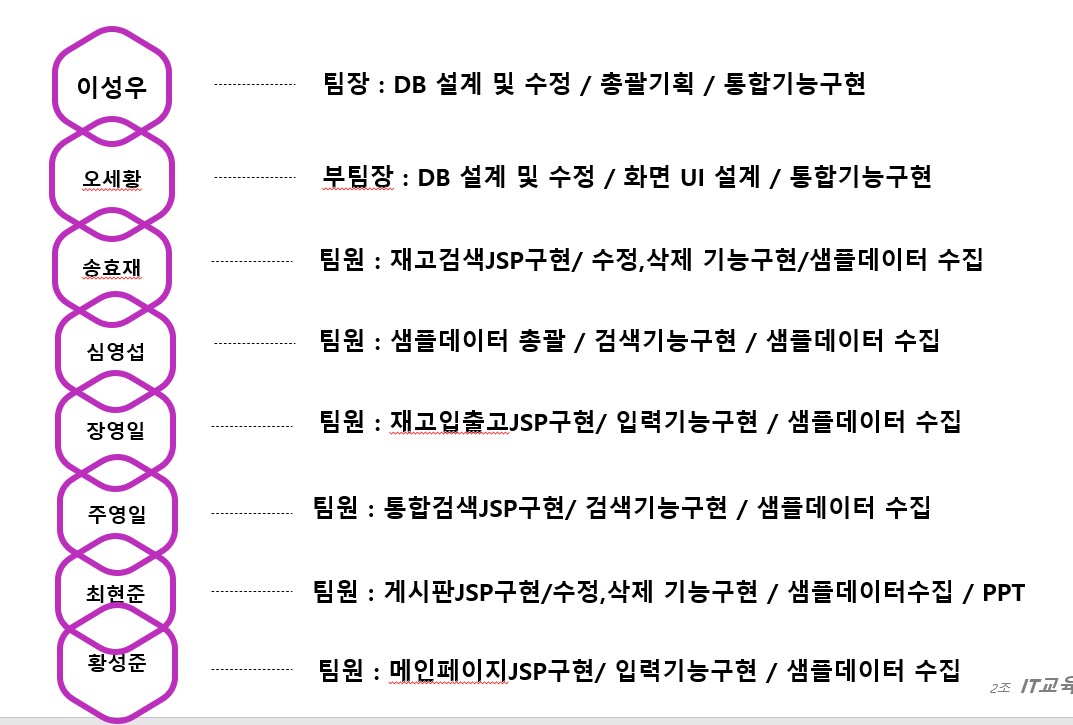 이성우 팀장 : DB 설계 및 수정 / 총괄기획 / 통합기능구현
오세황 부팀장 : DB 설계 및 수정 / 화면 UI 설계 / 통합기능구현
송효재 팀원 : 재고검색JSP구현/ 수정,삭제 기능구현/샘플데이터 수집
심영섭 팀원 : 샘플데이터 총괄 / 검색기능구현 / 샘플데이터 수집
장영일 팀원 : 재고입출고JSP구현/ 입력기능구현 / 샘플데이터 수집
주영일 팀원 : 통합검색JSP구현/ 검색기능구현 / 샘플데이터 수집
최현준 팀원 : 게시판JSP구현/수정,삭제 기능구현 / 샘플데이터수집 / PPT
황성준 팀원 : 메인페이지JSP구현/ 입력기능구현 / 샘플데이터 수집
2조 IT교육